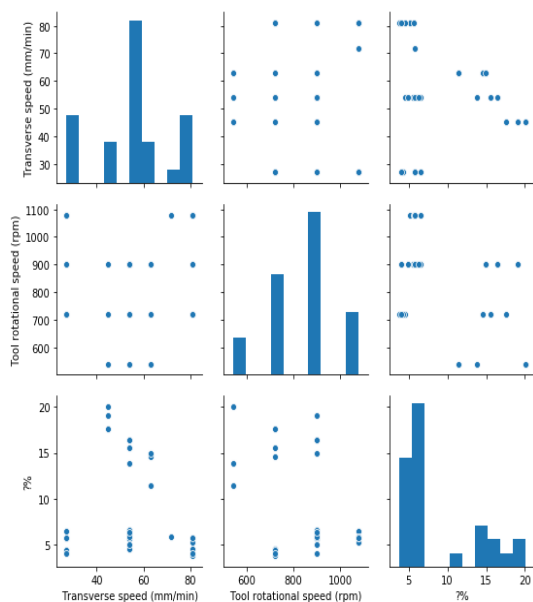 80
70
60
50
40
30
Transverse speed (mm/min)
1100
1000
900
800
700
600
Tool rotational speed (rpm)
20
15
10
5
?%
40 60 80
Transverse speed (mm/min)
600 800 1000
Tool rotational speed (rpm)
5 10 15 20
?%